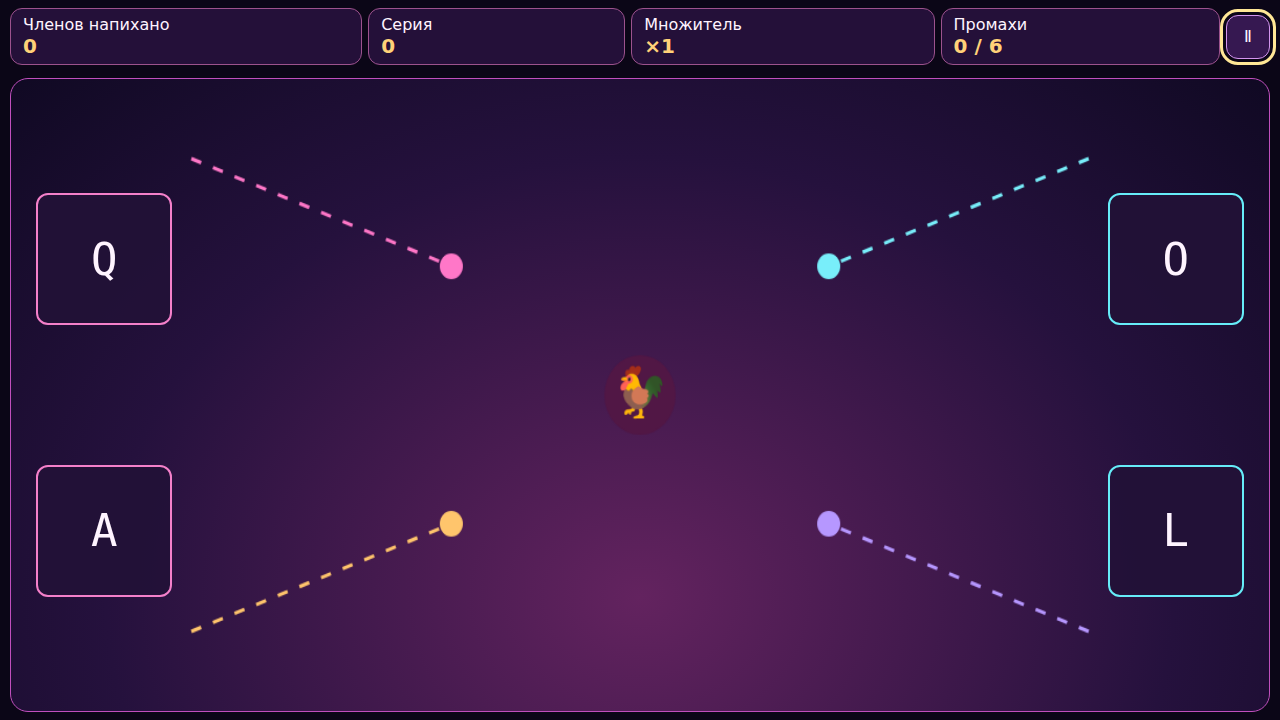 Членов напихано
0
Серия
0
Множитель
×1
Промахи
0 / 6
⏸
Q
O
A
L